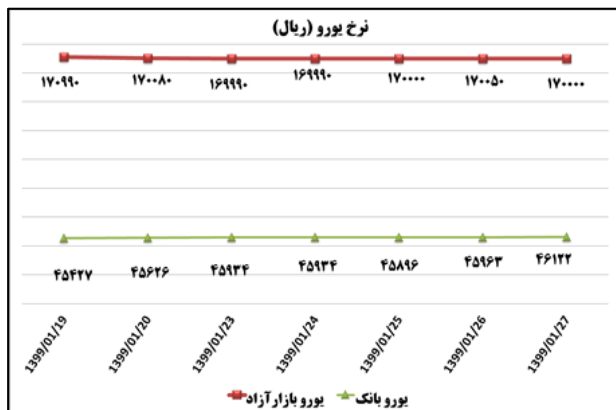 نرخ یورو (ریال)
۱۷۰۹۹۰ ۱۷۰۰۸۰ ۱۶۹۹۹۰ ۱۶۹۹۹۰ ۱۷۰۰۰۰ ۱۷۰۰۵۰ ۱۷۰۰۰۰
۴۵۴۲۷ ۴۵۶۲۶ ۴۵۹۳۴ ۴۵۹۳۴ ۴۵۸۹۶ ۴۵۹۶۳ ۴۶۱۲۲
1399/01/19 1399/01/20 1399/01/23 1399/01/24 1399/01/25 1399/01/26 1399/01/27
یورو بازار آزاد یورو بانک